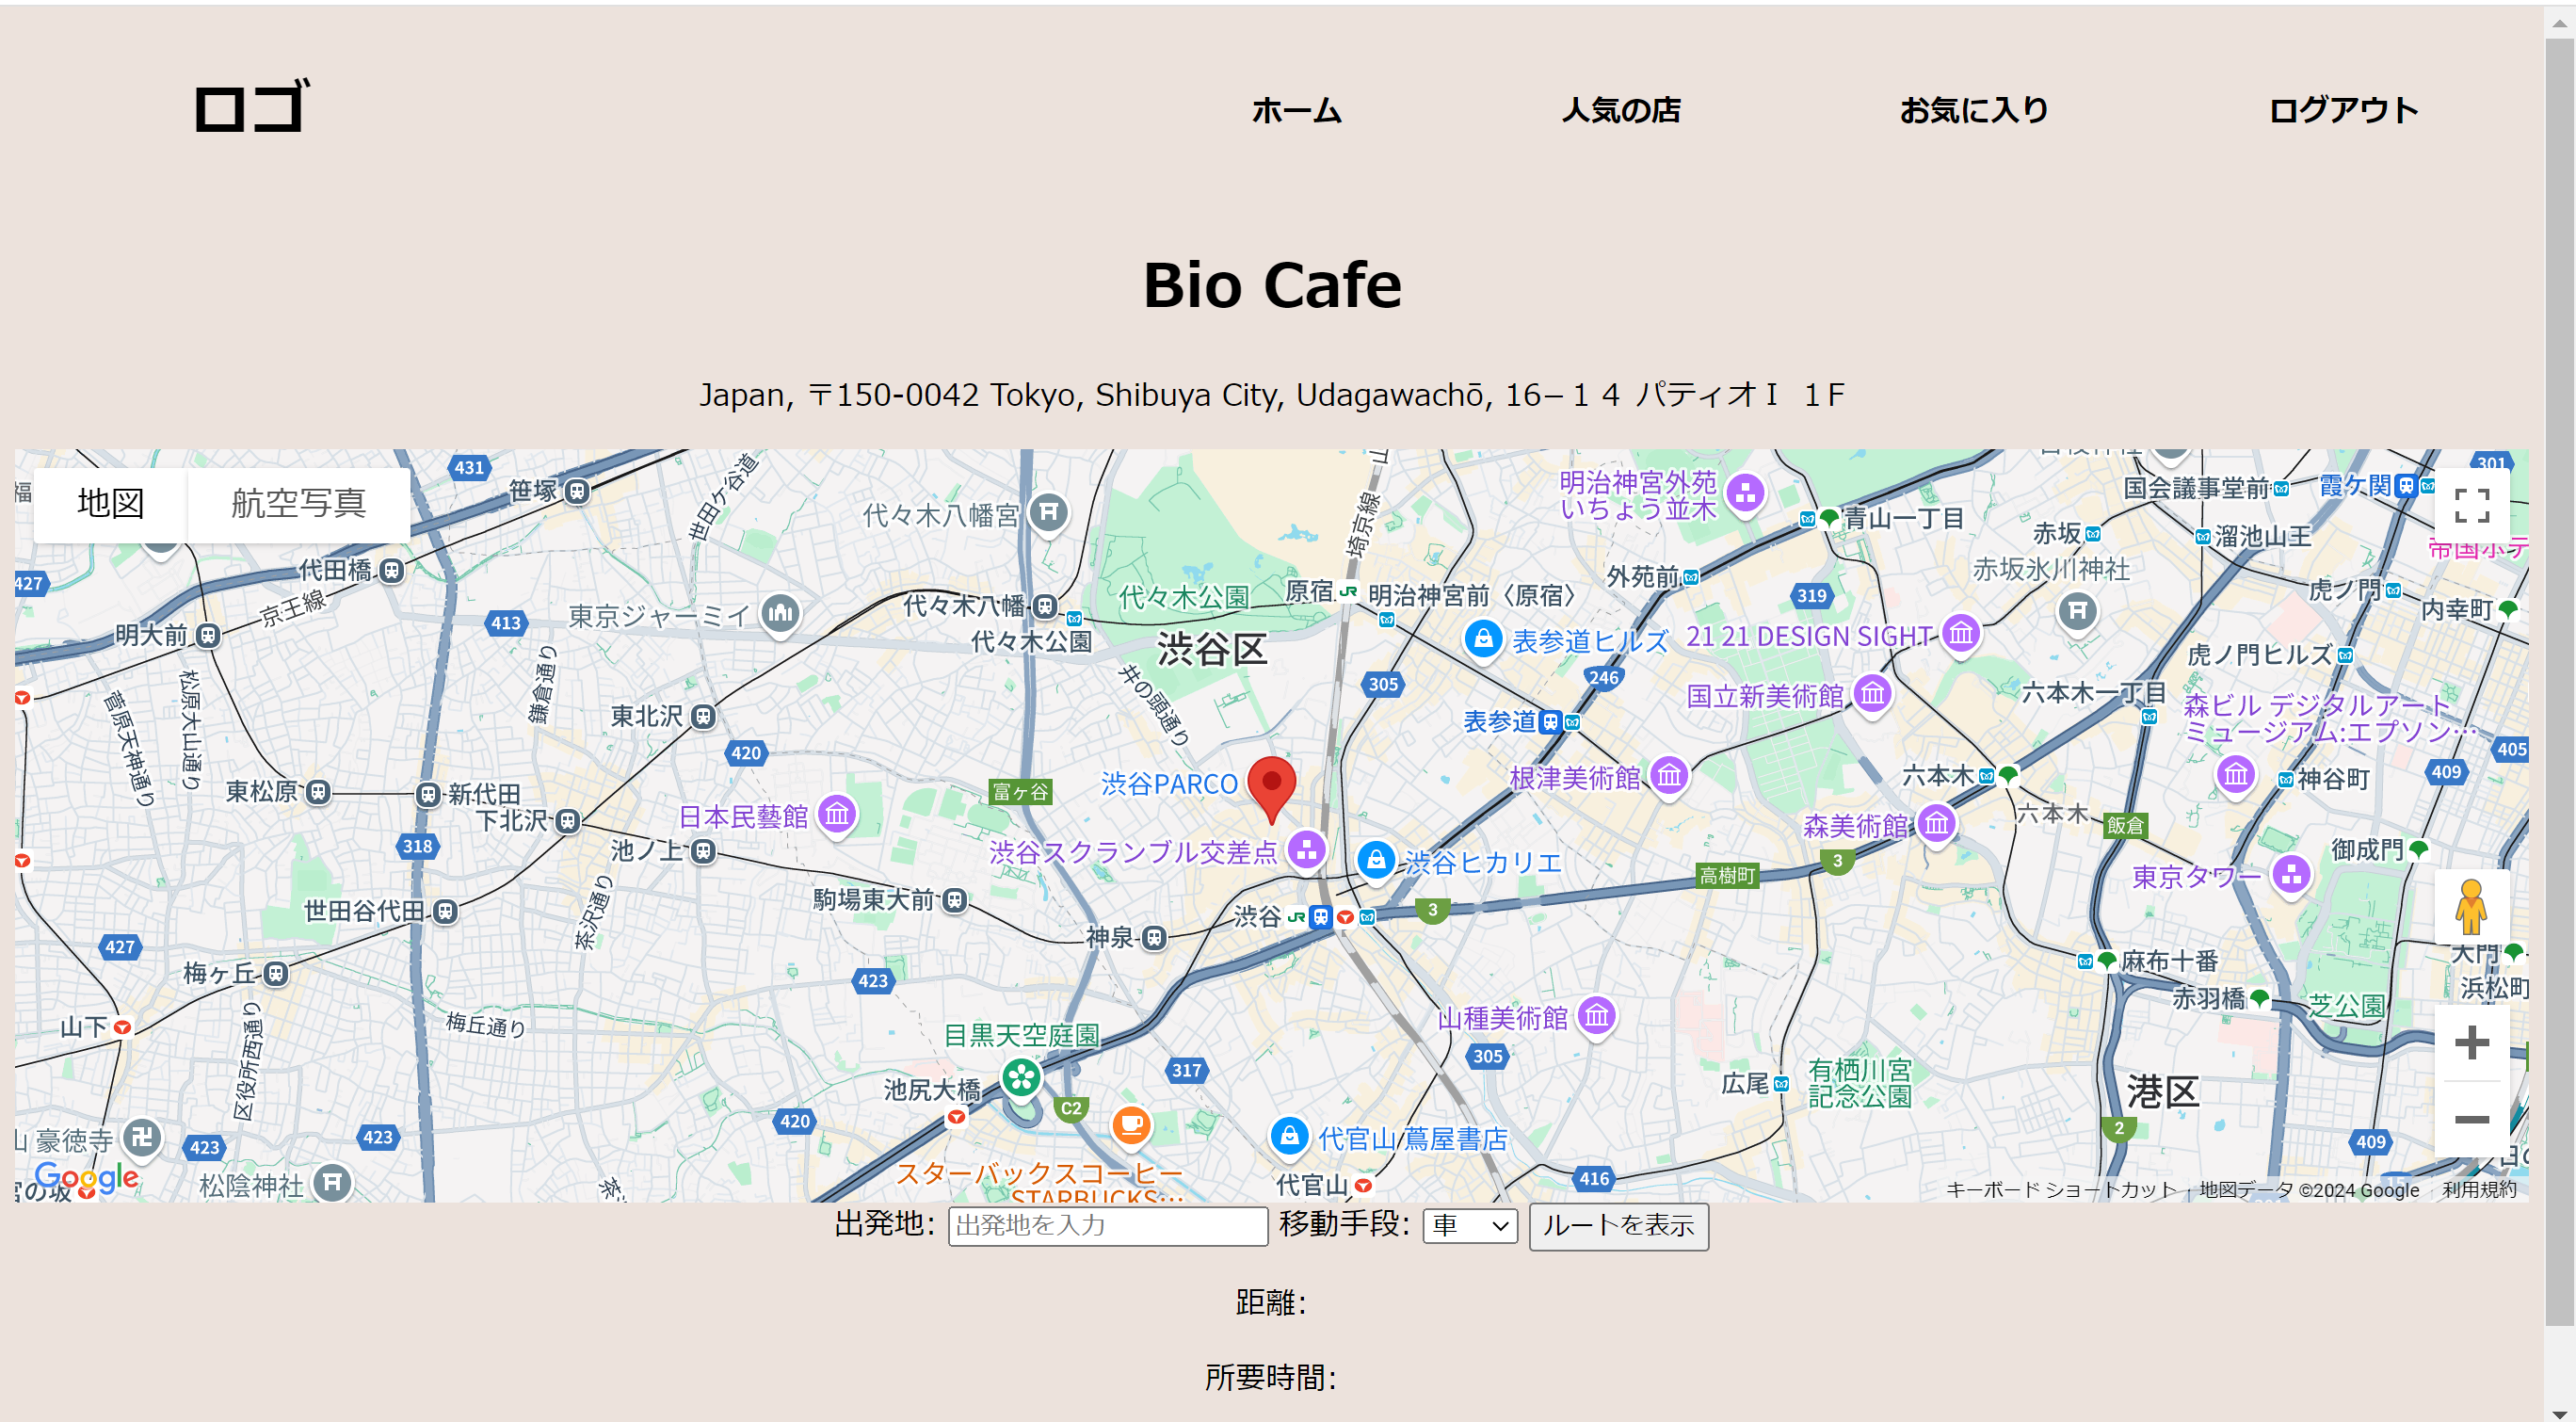 ロゴ
ホーム 人気の店 お気に入り ログアウト
Bio Cafe
Japan, 〒150-0042 Tokyo, Shibuya City, Udagawachō, 16−１４ パティオⅠ １F
地図 航空写真
431
笹塚
世田ケ谷道
代々木八幡宮
埼京線
明治神宮外苑
いちょう並木
青山一丁目
国会議事堂前
霞ケ関
301
赤坂
溜池山王
427
代田橋
京王線
413
東京ジャーミイ
代々木八幡
代々木公園
代々木公園
原宿
明治神宮前〈原宿〉
外苑前
319
赤坂氷川神社
虎ノ門
内幸町
明大前
渋谷区
表参道ヒルズ
21 21 DESIGN SIGHT
虎ノ門ヒルズ
松原大山通り
菅原天神通り
鎌倉通り
井の頭通り
305
246
国立新美術館
六本木一丁目
森ビル デジタルアート
ミュージアム:エプソン…
東北沢
表参道
420
405
東松原
新代田
下北沢
富ヶ谷
渋谷PARCO
根津美術館
六本木
409
神谷町
日本民藝館
六本木
飯倉
318
池ノ上
渋谷スクランブル交差点
渋谷ヒカリエ
森美術館
御成門
高樹町
3
東京タワー
世田谷代田
茶沢通り
駒場東大前
渋谷
3
427
神泉
大門
梅ヶ丘
423
麻布十番
浜松町
赤羽橋
芝公園
山下
区役所西通り
梅丘通り
目黒天空庭園
山種美術館
317
305
池尻大橋
C2
広尾
有栖川宮
記念公園
港区
豪徳寺
423
423
420
代官山 蔦屋書店
2
409
松陰神社
スターバックスコーヒー
STARBUCKS…
代官山
416
Google
キーボード ショートカット 地図データ ©2024 Google 利用規約
出発地: 出発地を入力 移動手段: 車 ルートを表示
距離:
所要時間: